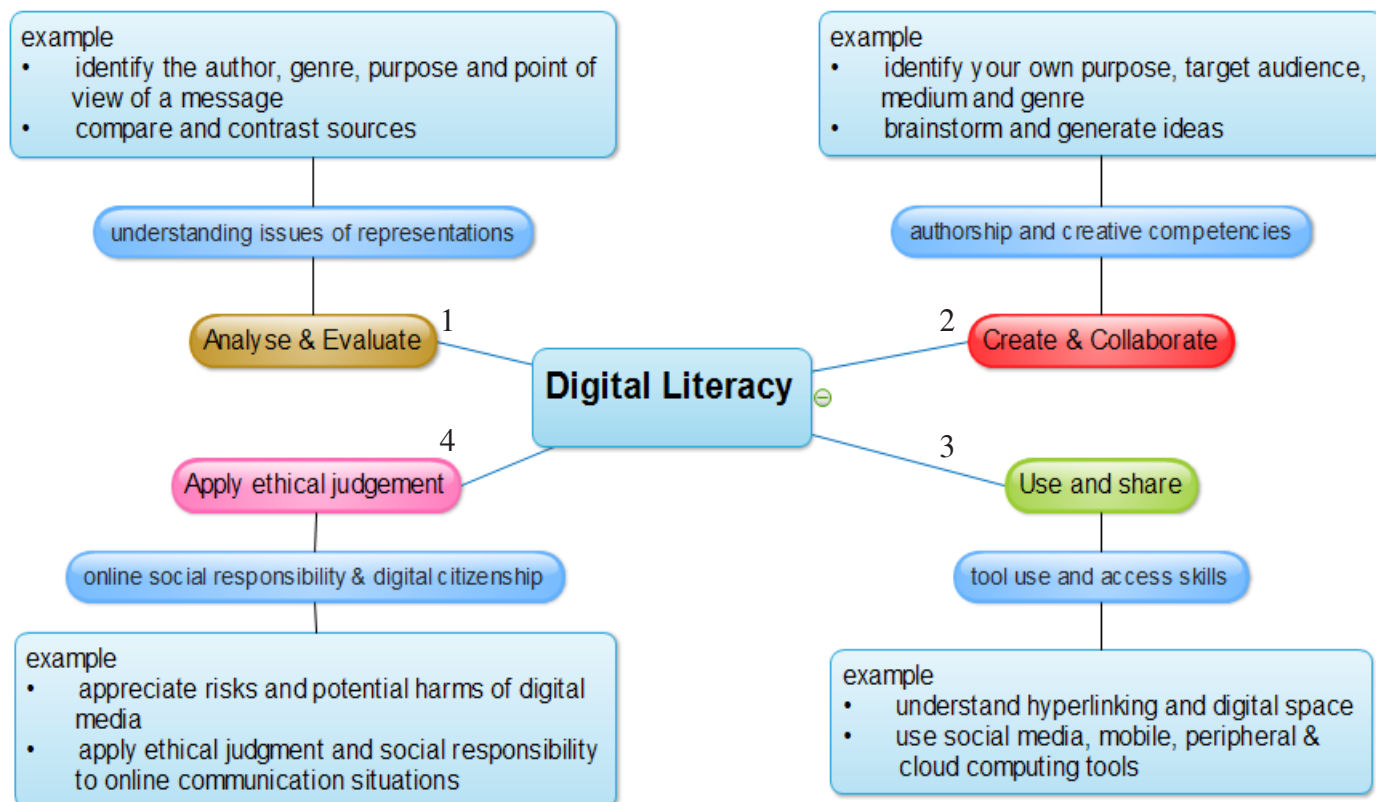 example
• identify the author, genre, purpose and point of
view of a message
• compare and contrast sources
understanding issues of representations
Analyse & Evaluate
1
example
• identify your own purpose, target audience,
medium and genre
• brainstorm and generate ideas
authorship and creative competencies
2
Create & Collaborate
Digital Literacy
4
Apply ethical judgement
online social responsibility & digital citizenship
example
• appreciate risks and potential harms of digital
media
• apply ethical judgment and social responsibility
to online communication situations
3
Use and share
tool use and access skills
example
• understand hyperlinking and digital space
• use social media, mobile, peripheral &
cloud computing tools